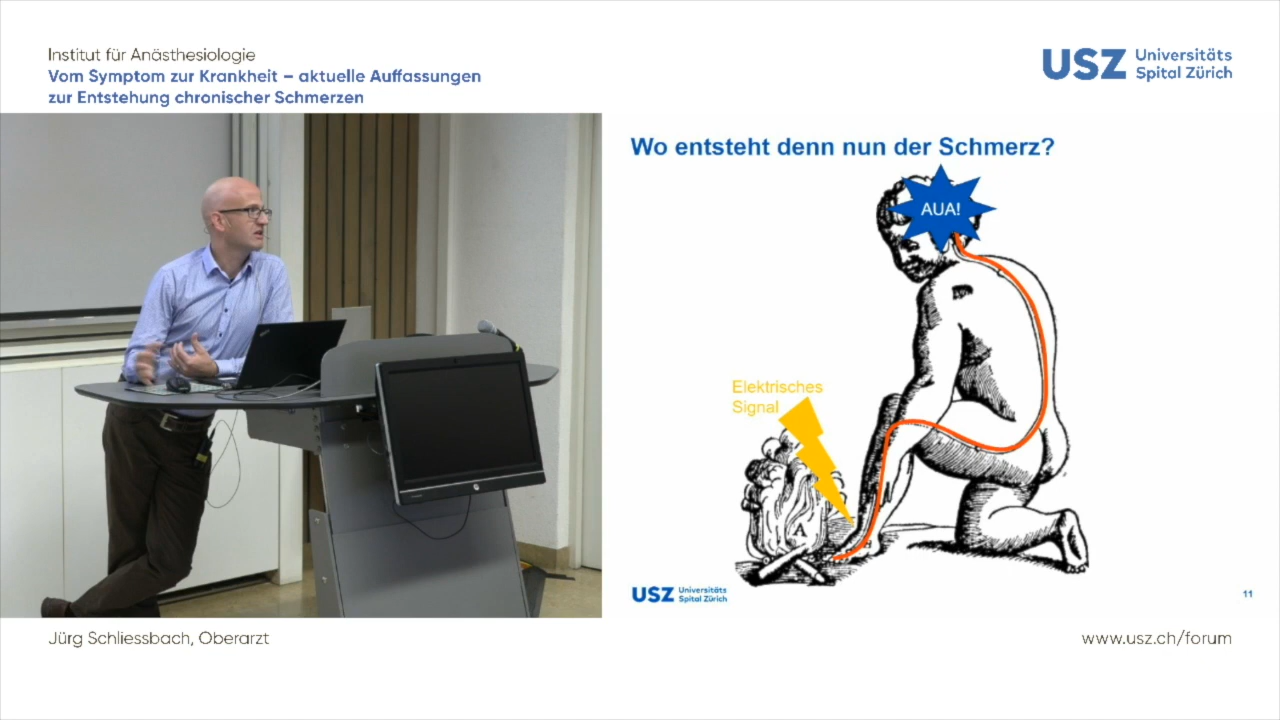 Institut für Anästhesiologie
Vom Symptom zur Krankheit – aktuelle Auffassungen
zur Entstehung chronischer Schmerzen
USZ Universitäts
Spital Zürich
Wo entsteht denn nun der Schmerz?
AUA!
Elektrisches
Signal
A
USZ Universitäts
Spital Zürich
11
Jürg Schliessbach, Oberarzt
www.usz.ch/forum